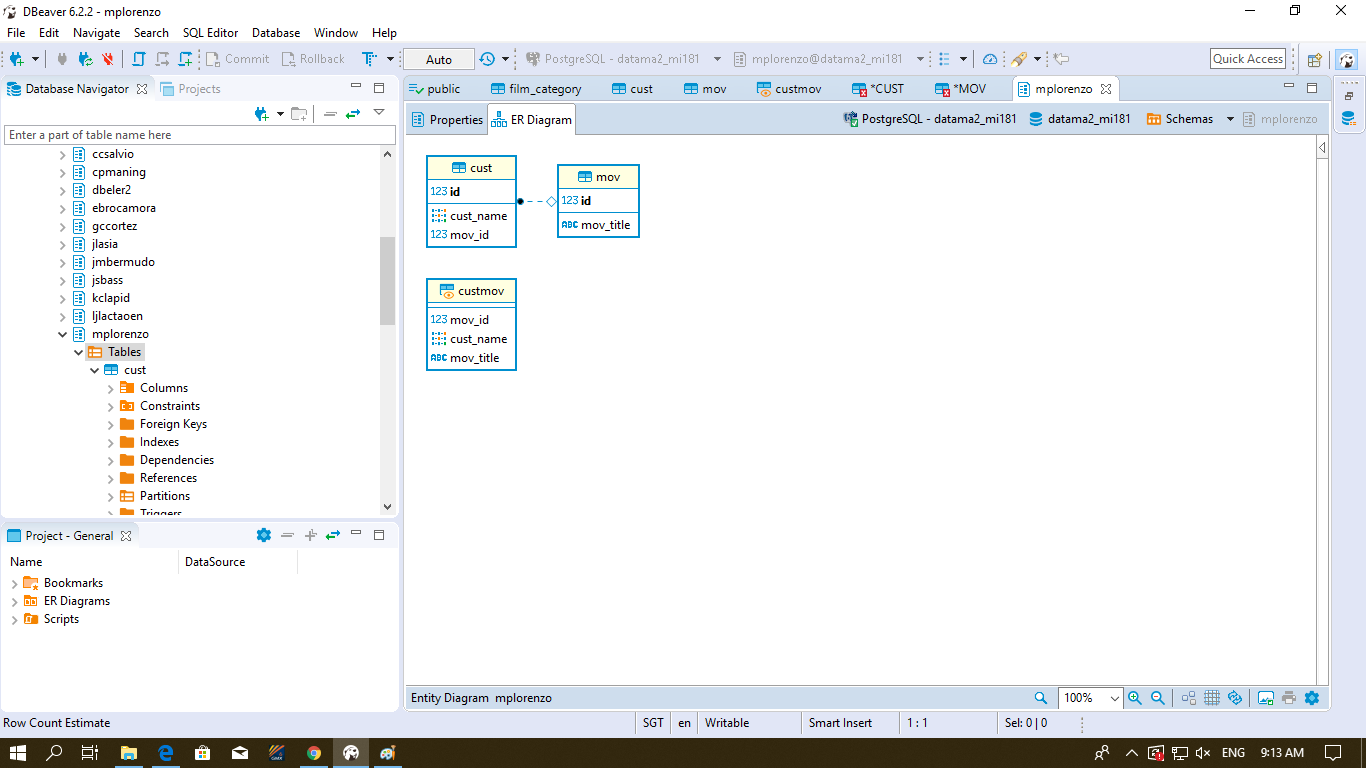 DBeaver 6.2.2 - mplorenzo
File Edit Navigate Search SQL Editor Database Window Help
Commit Rollback Auto PostgreSQL - datama2_mi181 mplorenzo@datama2_mi181 Quick Access
Database Navigator Projects
public film_category cust mov custmov *CUST *MOV mplorenzo
Properties ER Diagram PostgreSQL - datama2_mi181 datama2_mi181 Schemas mplorenzo
Enter a part of table name here
ccsalvio
cpmaning
dbeler2
ebrocamora
gccortez
jlasia
jmbermudo
jsbass
kclapid
ljlactaoen
mplorenzo
Tables
cust
Columns
Constraints
Foreign Keys
Indexes
Dependencies
References
Partitions
Triggers
cust
123 id
cust_name
123 mov_id
mov
123 id
ABC mov_title
custmov
123 mov_id
cust_name
ABC mov_title
Project - General
Name DataSource
Bookmarks
ER Diagrams
Scripts
Entity Diagram mplorenzo 100%
Row Count Estimate SGT en Writable Smart Insert 1 : 1 Sel: 0 | 0
ENG 9:13 AM